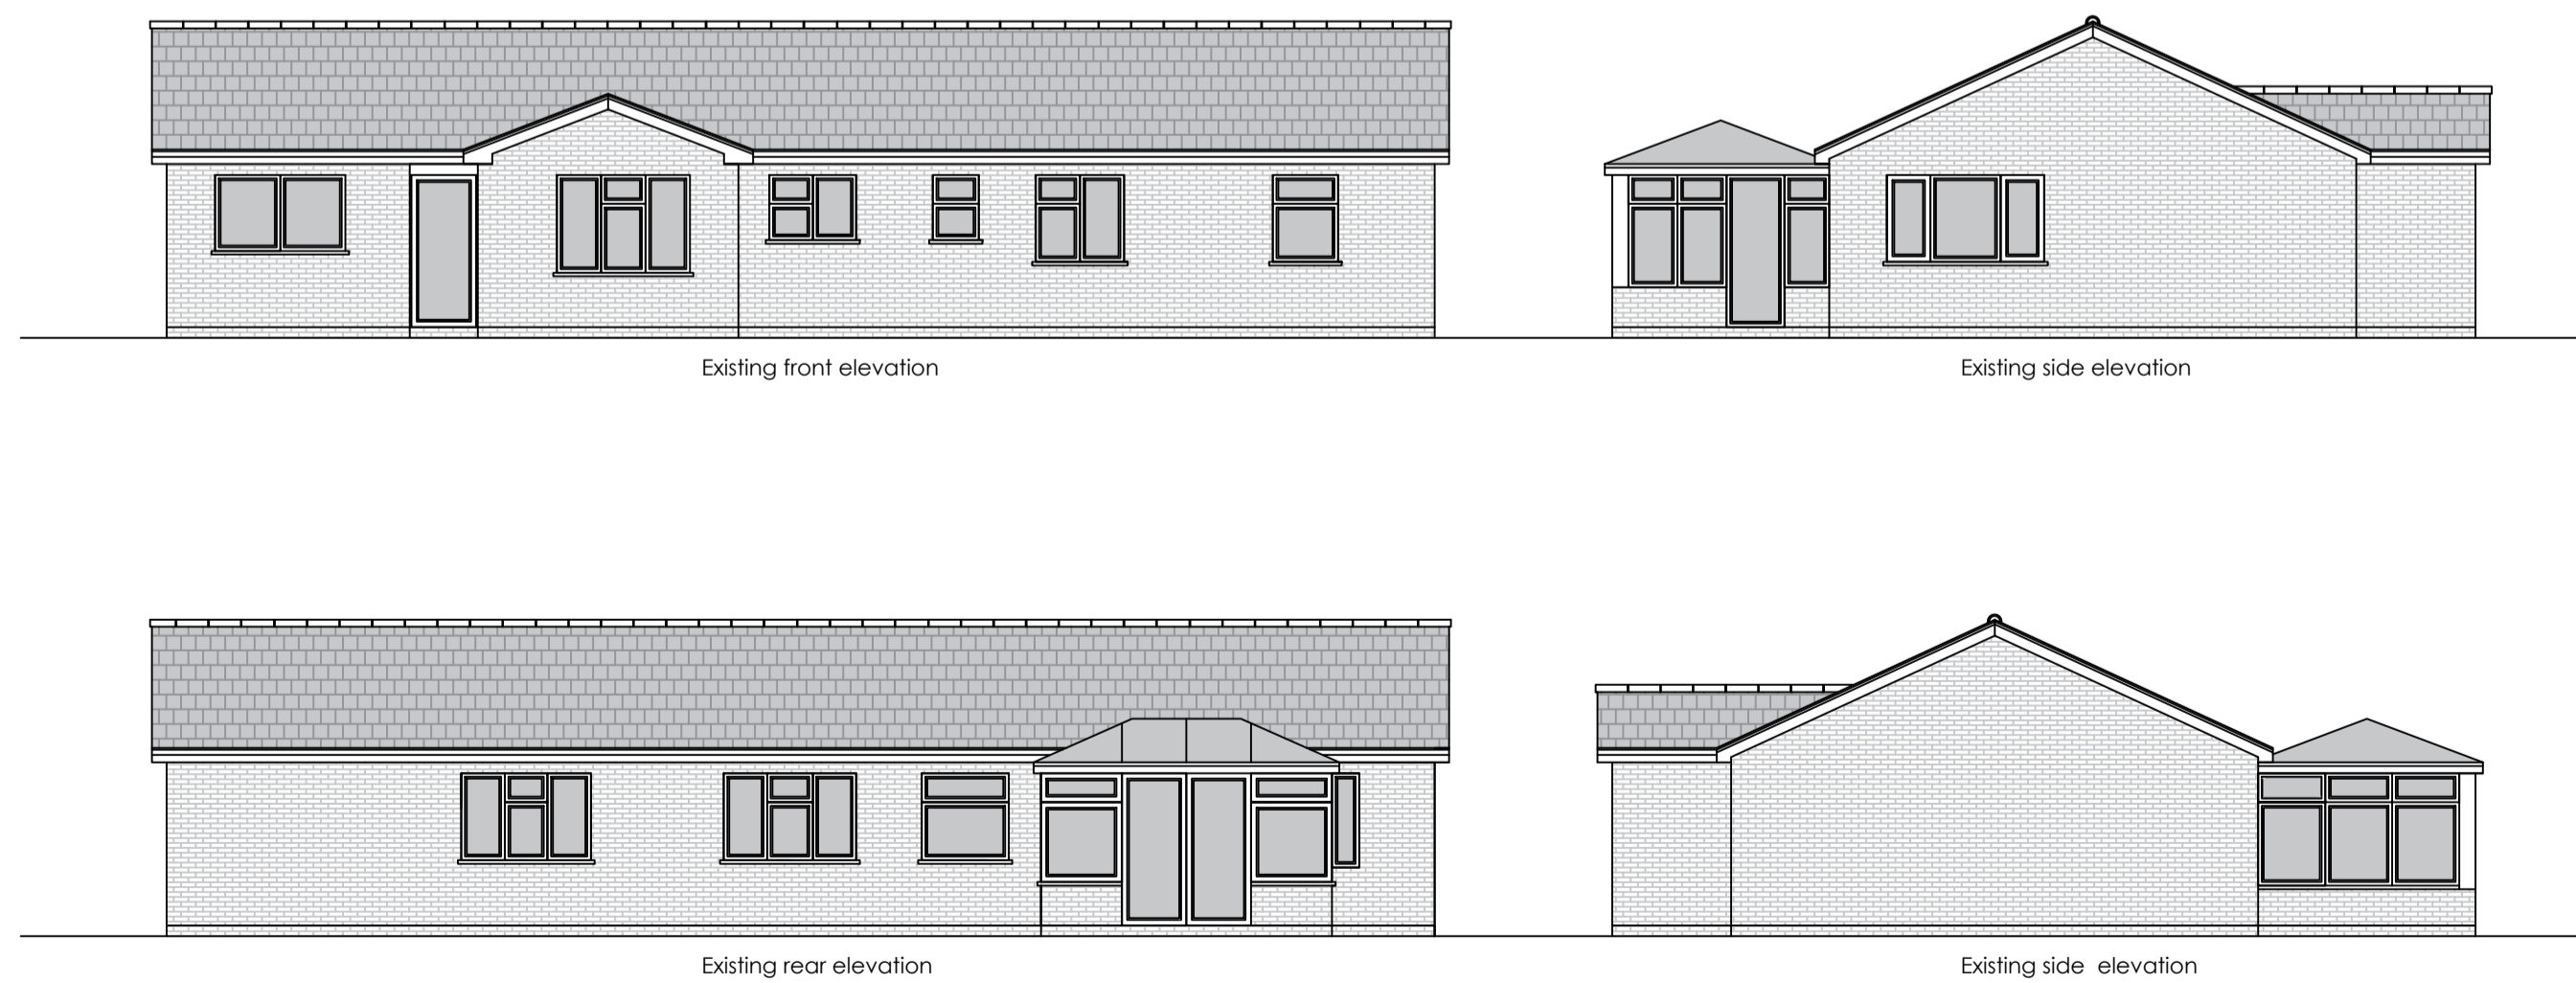 Existing front elevation
Existing side elevation
Existing rear elevation
Existing side  elevation